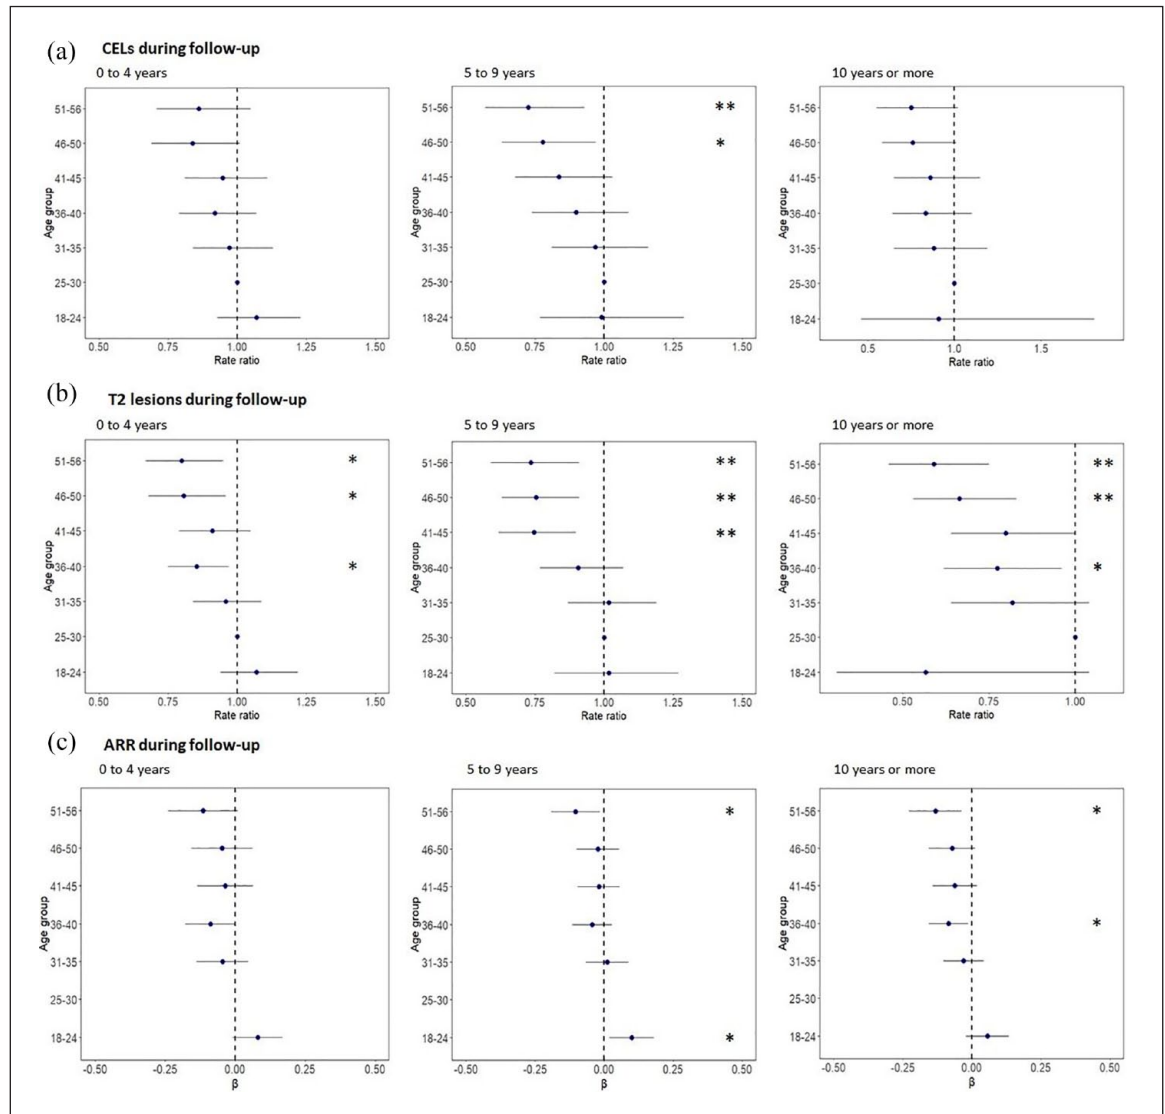 (a) CELs during follow-up
0 to 4 years 5 to 9 years 10 years or more
Age group Age group Age group
51-56 51-56 ** 51-56
46-50 46-50 * 46-50
41-45 41-45 41-45
36-40 36-40 36-40
31-35 31-35 31-35
25-30 25-30 25-30
18-24 18-24 18-24
0.50 0.75 1.00 1.25 1.50 0.50 0.75 1.00 1.25 1.50 0.5 1.0 1.5
Rate ratio Rate ratio Rate ratio
(b) T2 lesions during follow-up
0 to 4 years 5 to 9 years 10 years or more
Age group Age group Age group
51-56 * 51-56 ** 51-56 **
46-50 * 46-50 ** 46-50 **
41-45 41-45 ** 41-45
36-40 * 36-40 36-40 *
31-35 31-35 31-35
25-30 25-30 25-30
18-24 18-24 18-24
0.50 0.75 1.00 1.25 1.50 0.50 0.75 1.00 1.25 1.50 0.50 0.75 1.00
Rate ratio Rate ratio Rate ratio
(c) ARR during follow-up
0 to 4 years 5 to 9 years 10 years or more
Age group Age group Age group
51-56 51-56 * 51-56 *
46-50 46-50 46-50
41-45 41-45 41-45
36-40 36-40 36-40 *
31-35 31-35 31-35
25-30 25-30 25-30
18-24 18-24 * 18-24
-0.50 -0.25 0.00 0.25 0.50 -0.50 -0.25 0.00 0.25 0.50 -0.50 -0.25 0.00 0.25 0.50
β β β